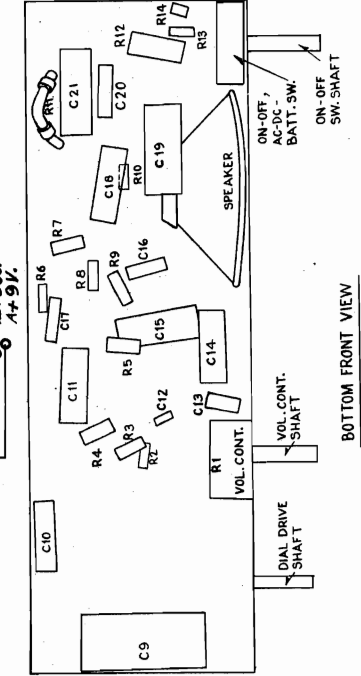 A+ 9V.
R14
R13
R12
R11
C21
C20
C19
C18
R10
SPEAKER
ON-OFF,
AC-DC-
BATT. SW.
ON-OFF
SW. SHAFT
R7
R8
R9
C16
R6
C17
C15
R5
C14
C11
C13
C12
R4
R3
R2
R1
VOL. CONT.
VOL. CONT.
SHAFT
C10
DIAL DRIVE
SHAFT
C9
BOTTOM FRONT VIEW